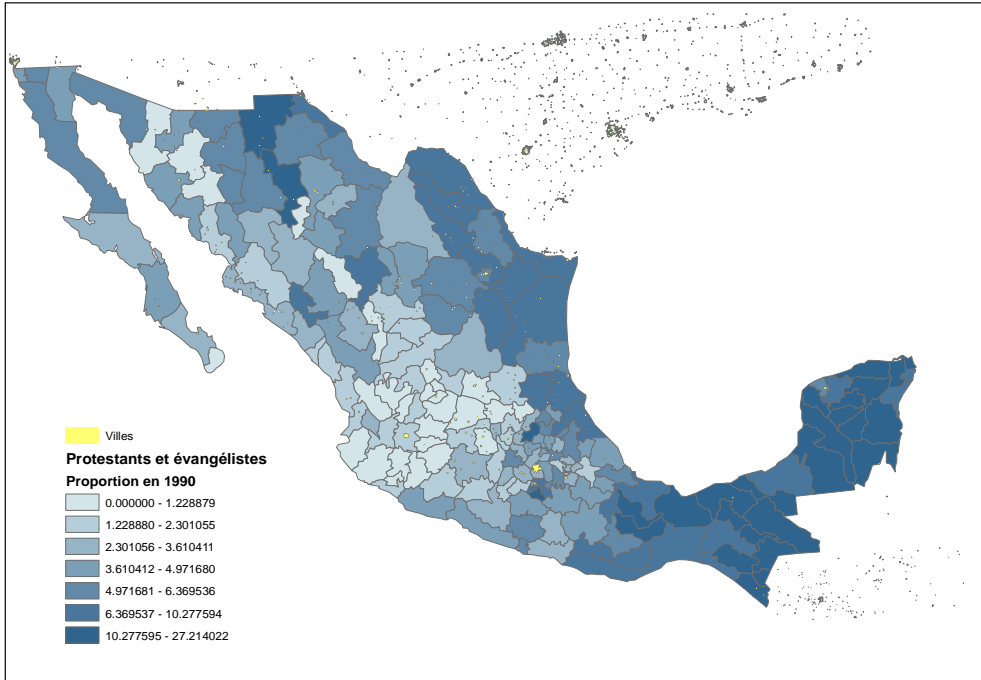 Villes
Protestants et évangélistes
Proportion en 1990
0.000000 - 1.228879
1.228880 - 2.301055
2.301056 - 3.610411
3.610412 - 4.971680
4.971681 - 6.369536
6.369537 - 10.277594
10.277595 - 27.214022